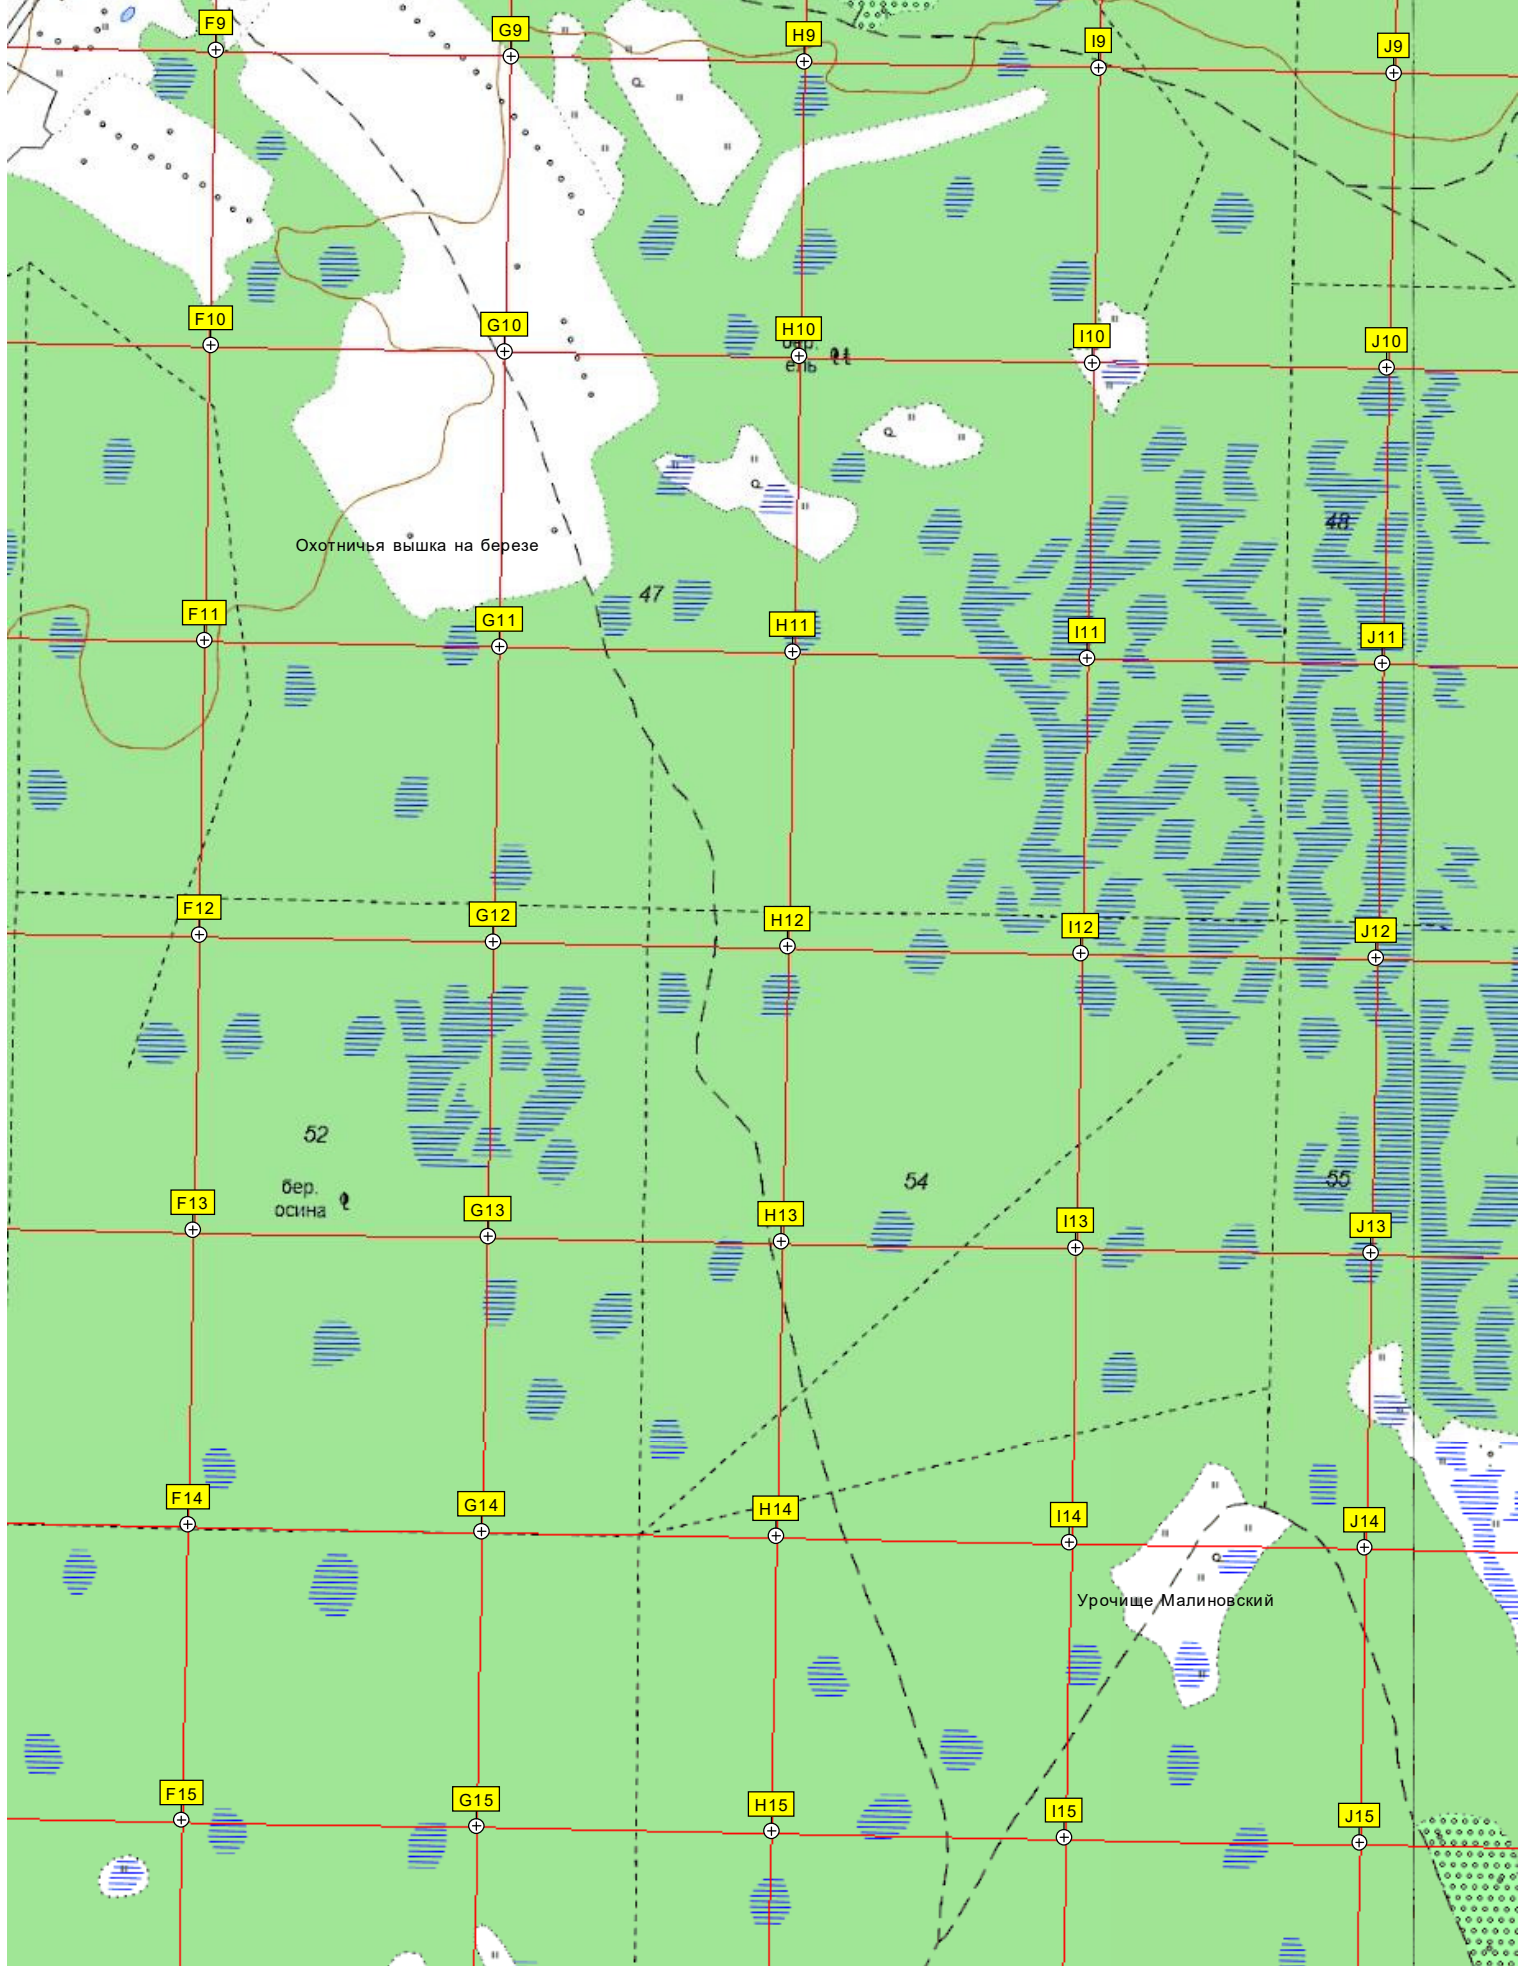 F9
G9
H9
I9
J9
F10
G10
H10
I10
J10
бер.
ель
48
Охотничья вышка на березе
47
F11
G11
H11
I11
J11
F12
G12
H12
I12
J12
52
54
55
бер.
осина
F13
G13
H13
I13
J13
F14
G14
H14
I14
J14
Урочище Малиновский
F15
G15
H15
I15
J15